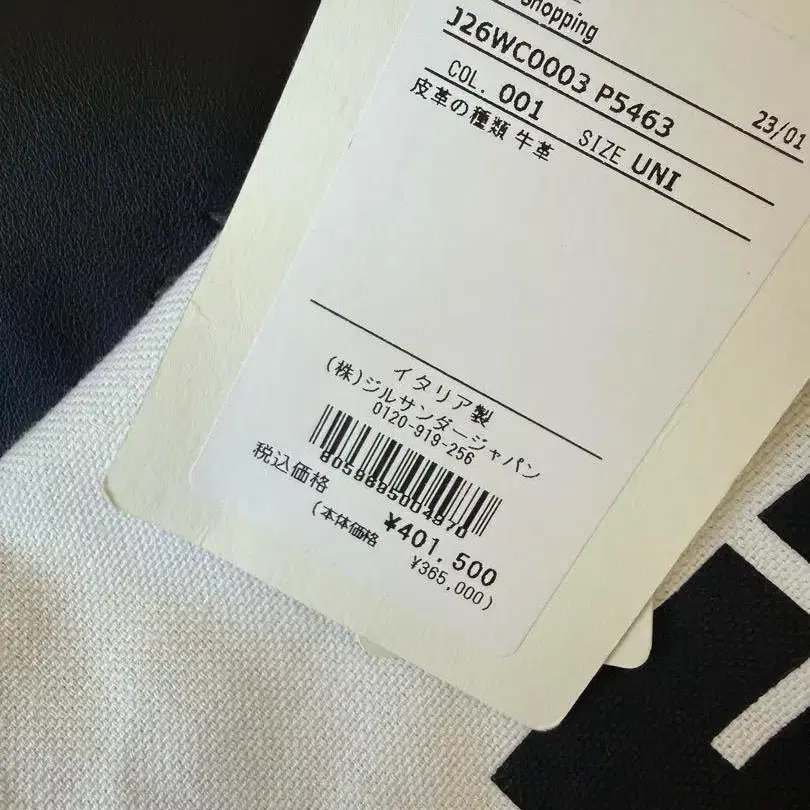 Shopping
J26WC0003 P5463
23/01
COL. 001 SIZE UNI
皮革の種類 牛革
イタリア製
(株)ジルサンダージャパン
0120-919-256
税込価格 ¥401,500
(本体価格 ¥365,000)